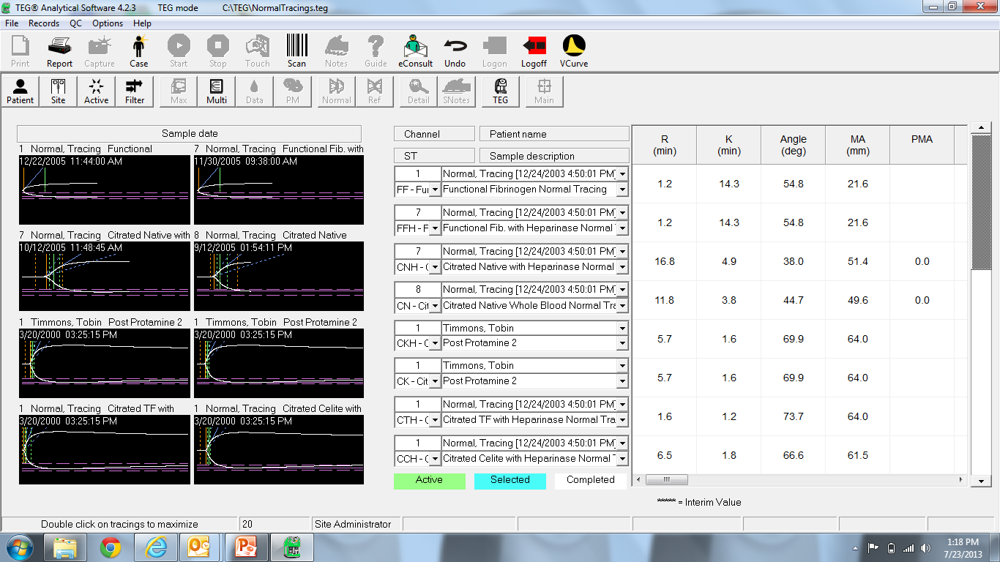 TEG® Analytical Software 4.2.3 TEG mode C:\TEG\NormalTracings.teg
File Records QC Options Help
Print Report Capture Case Start Stop Touch Scan Notes Guide eConsult Undo Logon Logoff VCurve
Patient Site Active Filter Max Multi Data PM Normal Ref Detail SNotes TEG Main
Sample date
1 Normal, Tracing Functional
12/22/2005 11:44:00 AM
7 Normal, Tracing Functional Fib. with
11/30/2005 09:38:00 AM
7 Normal, Tracing Citrated Native with
10/12/2005 11:48:45 AM
8 Normal, Tracing Citrated Native
9/12/2005 01:54:11 PM
1 Timmons, Tobin Post Protamine 2
3/20/2000 03:25:15 PM
1 Timmons, Tobin Post Protamine 2
3/20/2000 03:25:15 PM
1 Normal, Tracing Citrated TF with
3/20/2000 03:25:15 PM
1 Normal, Tracing Citrated Celite with
3/20/2000 03:25:15 PM
Channel Patient name
ST Sample description
R (min) K (min) Angle (deg) MA (mm) PMA
1 Normal, Tracing [12/24/2003 4:50:01 PM]
FF - Fu Functional Fibrinogen Normal Tracing
1.2 14.3 54.8 21.6
7 Normal, Tracing [12/24/2003 4:50:01 PM]
FFH - F Functional Fib. with Heparinase Normal
1.2 14.3 54.8 21.6
7 Normal, Tracing [12/24/2003 4:50:01 PM]
CNH - Citrated Native with Heparinase Normal
16.8 4.9 38.0 51.4 0.0
8 Normal, Tracing [12/24/2003 4:50:01 PM]
CN - Cit Citrated Native Whole Blood Normal Tra
11.8 3.8 44.7 49.6 0.0
1 Timmons, Tobin
CKH - Post Protamine 2
5.7 1.6 69.9 64.0
1 Timmons, Tobin
CK - Cit Post Protamine 2
5.7 1.6 69.9 64.0
1 Normal, Tracing [12/24/2003 4:50:01 PM]
CTH - Citrated TF with Heparinase Normal Tra
1.6 1.2 73.7 64.0
1 Normal, Tracing [12/24/2003 4:50:01 PM]
CCH - Citrated Celite with Heparinase Normal
6.5 1.8 66.6 61.5
Active Selected Completed
****** = Interim Value
Double click on tracings to maximize 20 Site Administrator
1:18 PM
7/23/2013